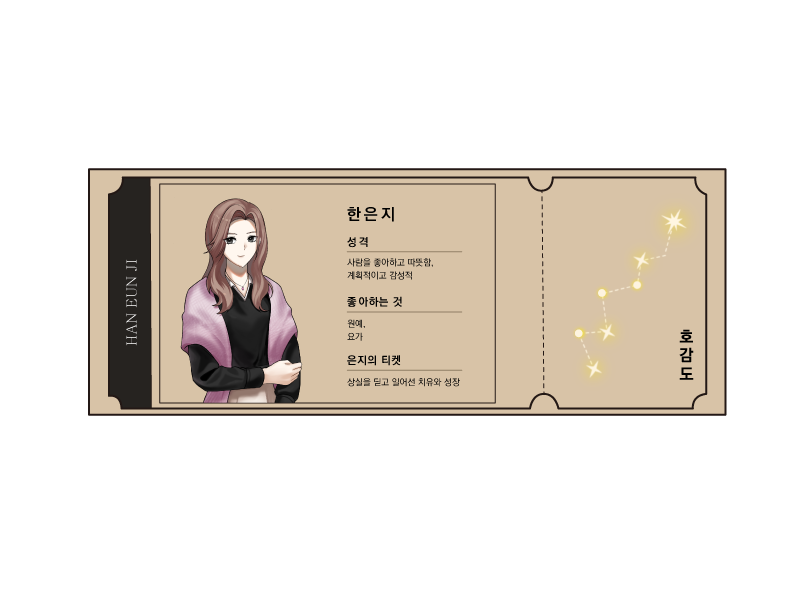 HAN EUN JI
한은지
성격
사람을 좋아하고 따뜻함,
계획적이고 감성적
좋아하는 것
원예,
요가
은지의 티켓
상실을 딛고 일어선 치유와 성장
호감도